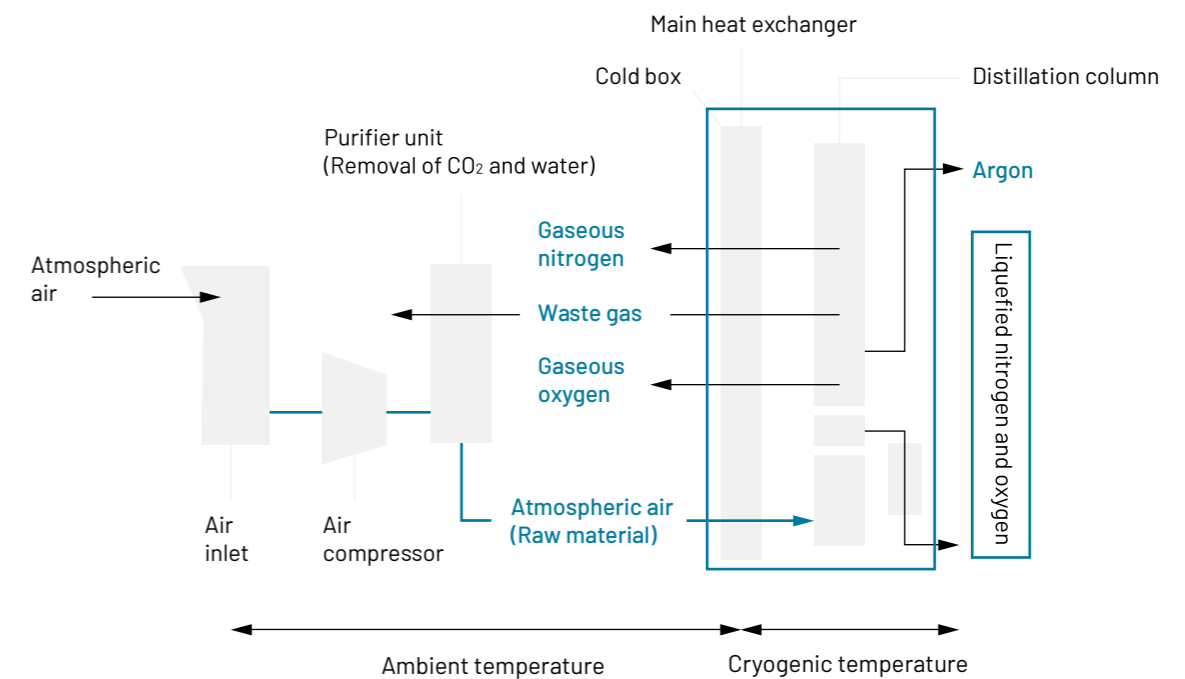 Main heat exchanger
Cold box
Distillation column
Purifier unit
(Removal of CO₂ and water)
Argon
Gaseous
nitrogen
Atmospheric
air
Waste gas
Gaseous
oxygen
Liquefied nitrogen and oxygen
Atmospheric air
(Raw material)
Air
inlet
Air
compressor
Ambient temperature
Cryogenic temperature